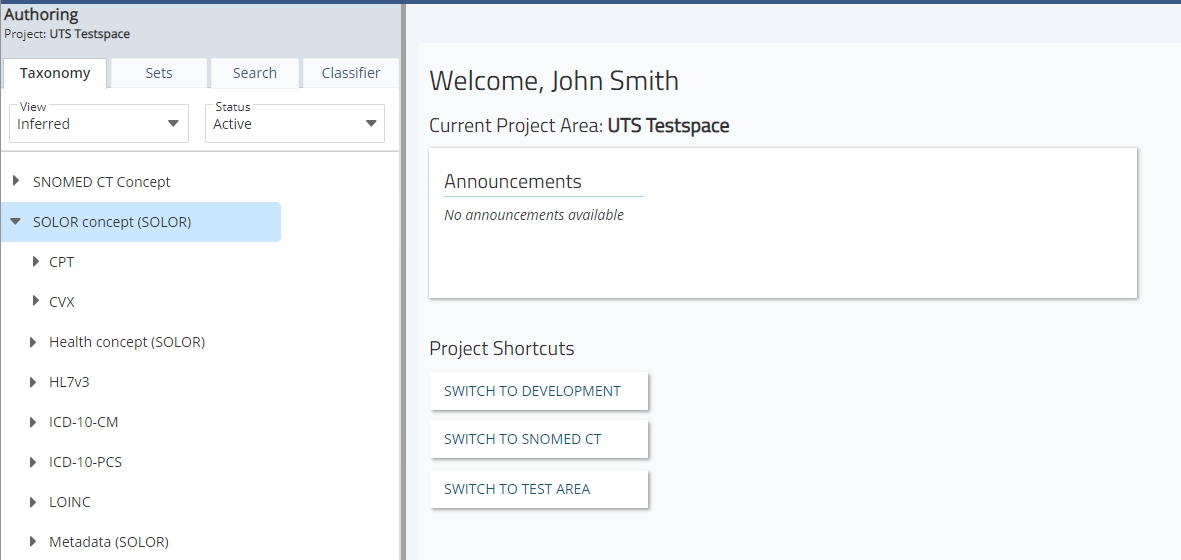 Authoring
Project: UTS Testspace
Taxonomy
Sets
Search
Classifier
View
Inferred
Status
Active
SNOMED CT Concept
SOLOR concept (SOLOR)
CPT
CVX
Health concept (SOLOR)
HL7v3
ICD-10-CM
ICD-10-PCS
LOINC
Metadata (SOLOR)
Welcome, John Smith
Current Project Area: UTS Testspace
Announcements
No announcements available
Project Shortcuts
SWITCH TO DEVELOPMENT
SWITCH TO SNOMED CT
SWITCH TO TEST AREA